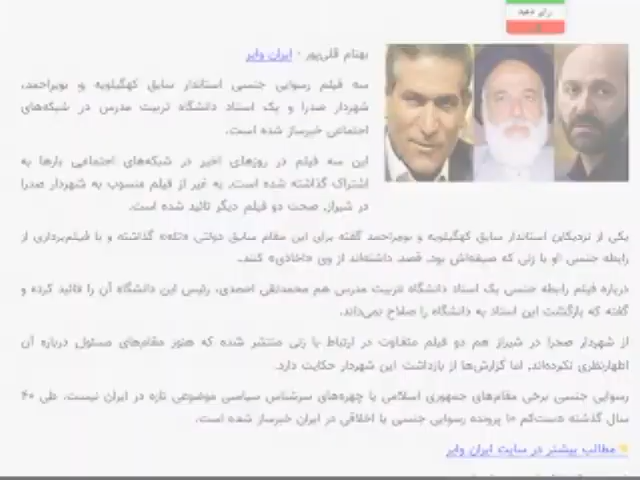 رای دهید
بهنام قلی‌پور - ایران وایر
سه فیلم رسوایی جنسی استاندار سابق کهگیلویه و بویراحمد،
شهردار صدرا و یک استاد دانشگاه تربیت مدرس در شبکه‌های
اجتماعی خبرساز شده است.
این سه فیلم در روزهای اخیر در شبکه‌های اجتماعی بارها به
اشتراک گذاشته شده است. به غیر از فیلم منسوب به شهردار صدرا
در شیراز، صحت دو فیلم دیگر تائید شده است.
یکی از نزدیکان استاندار سابق کهگیلویه و بویراحمد گفته برای این مقام سابق دولتی «تله» گذاشته و با فیلم‌برداری از
رابطه جنسی او با زنی که صیغه‌اش بود، قصد داشته‌اند از وی «اخاذی» کنند.
درباره فیلم رابطه جنسی یک استاد دانشگاه تربیت مدرس هم محمدتقی احمدی، رئیس این دانشگاه آن را تائید کرده و
گفته که بازگشت این استاد به دانشگاه را صلاح نمی‌داند.
از شهردار صدرا در شیراز هم دو فیلم متفاوت در ارتباط با زنی منتشر شده که هنوز مقام‌های مسئول درباره آن
اظهارنظری نکرده‌اند، اما گزارش‌ها از بازداشت این شهردار حکایت دارد.
رسوایی جنسی برخی مقام‌های جمهوری اسلامی یا چهره‌های سرشناس سیاسی موضوعی تازه در ایران نیست. طی ۴۰
سال گذشته دست‌کم ۱۰ پرونده رسوایی جنسی یا اخلاقی در ایران خبرساز شده است.
مطالب بیشتر در سایت ایران وایر